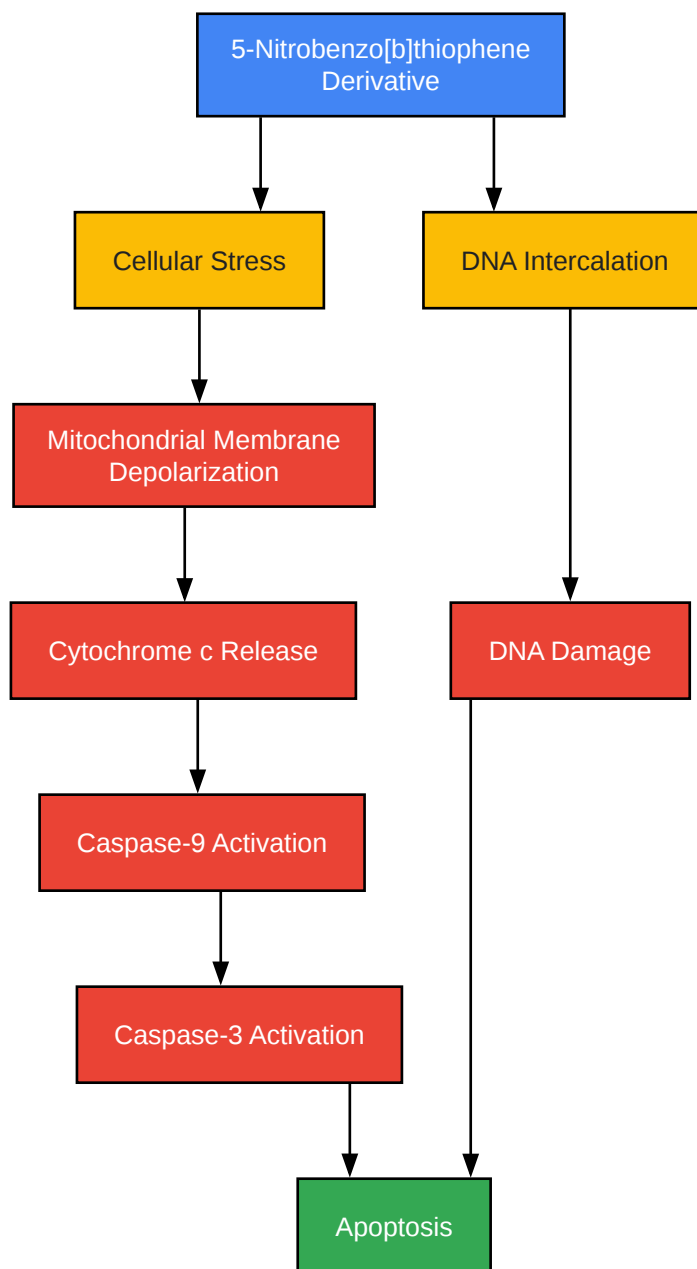 5-Nitrobenzo[b]thiophene
Derivative
Cellular Stress
DNA Intercalation
Mitochondrial Membrane
Depolarization
Cytochrome c Release
DNA Damage
Caspase-9 Activation
Caspase-3 Activation
Apoptosis